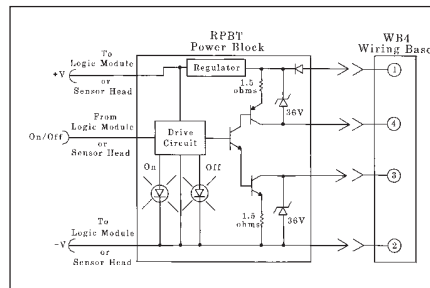 RPBT
Power Block
WB4
Wiring Base
To
Logic Module
+V
or
Sensor Head
Regulator
1
1.5
ohms
36V
From
Logic Module
On/Off
or
Sensor Head
Drive
Circuit
4
On
Off
3
1.5
ohms
36V
To
Logic Module
-V
or
Sensor Head
2